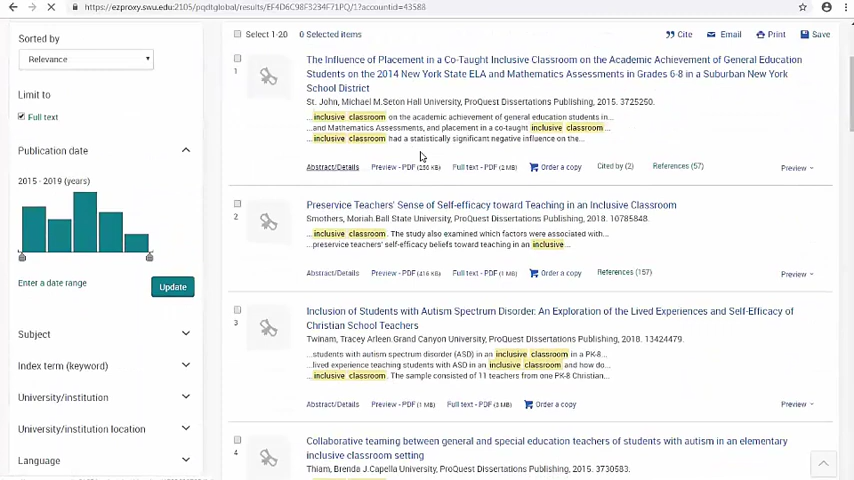 https://ezproxy.swu.edu:2105/pqdtglobal/results/EF4D6C98F3234F71PQ/1?accountid=43588
Sorted by
Relevance
Limit to
Full text
Publication date
2015 - 2019 (years)
Enter a date range
Update
Subject
Index term (keyword)
University/institution
University/institution location
Language
Select 1-20 0 Selected items
Cite Email Print Save
1
The Influence of Placement in a Co-Taught Inclusive Classroom on the Academic Achievement of General Education
Students on the 2014 New York State ELA and Mathematics Assessments in Grades 6-8 in a Suburban New York
School District
St. John, Michael M.Seton Hall University, ProQuest Dissertations Publishing, 2015. 3725250.
...inclusive classroom on the academic achievement of general education students in...
...and Mathematics Assessments, and placement in a co-taught inclusive classroom...
...inclusive classroom had a statistically significant negative influence on the...
Abstract/Details Preview - PDF (256 KB) Full text - PDF (2 MB) Order a copy Cited by (2) References (57) Preview
2
Preservice Teachers' Sense of Self-efficacy toward Teaching in an Inclusive Classroom
Smothers, Moriah.Ball State University, ProQuest Dissertations Publishing, 2018. 10785848.
...inclusive classroom. The study also examined which factors were associated with...
...preservice teachers' self-efficacy beliefs toward teaching in an inclusive...
Abstract/Details Preview - PDF (416 KB) Full text - PDF (1 MB) Order a copy References (157) Preview
3
Inclusion of Students with Autism Spectrum Disorder: An Exploration of the Lived Experiences and Self-Efficacy of
Christian School Teachers
Twinam, Tracey Arleen.Grand Canyon University, ProQuest Dissertations Publishing, 2018. 13424479.
...students with autism spectrum disorder (ASD) in an inclusive classroom in a PK-8...
...lived experience teaching students with ASD in an inclusive classroom and how do...
...inclusive classroom. The sample consisted of 11 teachers from one PK-8 Christian...
Abstract/Details Preview - PDF (1 MB) Full text - PDF (3 MB) Order a copy Preview
4
Collaborative teaming between general and special education teachers of students with autism in an elementary
inclusive classroom setting
Thiam, Brenda J.Capella University, ProQuest Dissertations Publishing, 2015. 3730583.